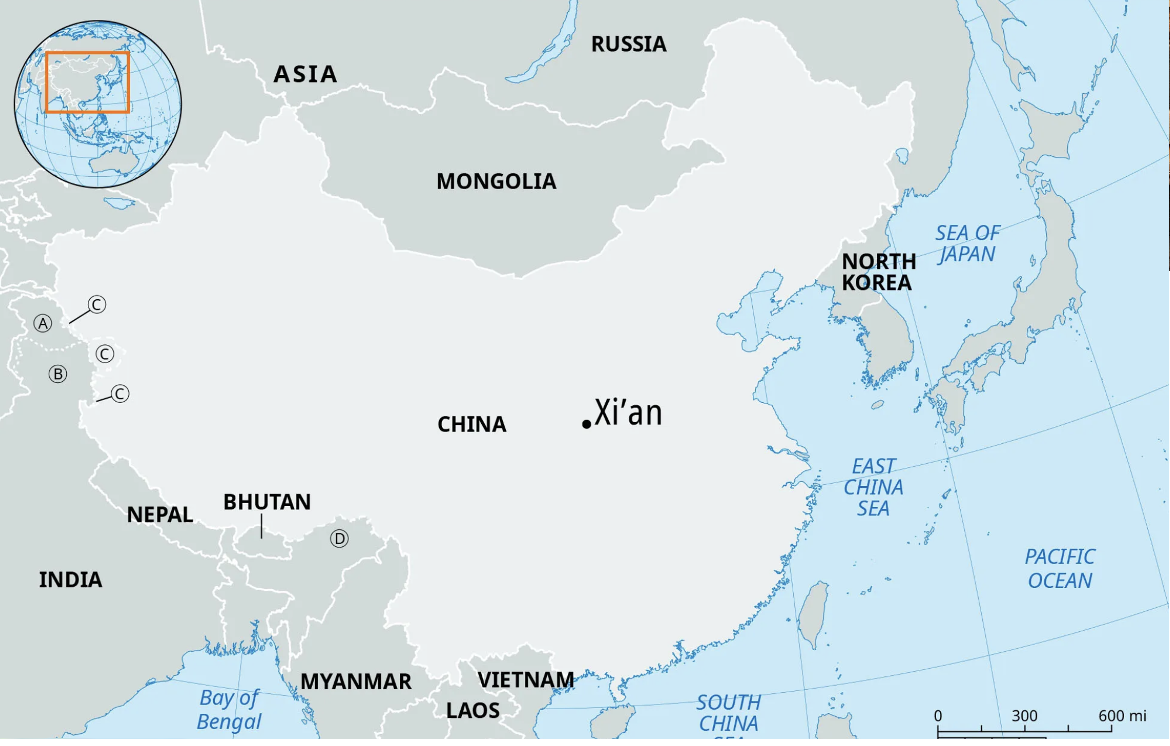 RUSSIA
ASIA
MONGOLIA
SEA OF
JAPAN
NORTH
KOREA
C
A
C
B
C
Xi'an
CHINA
EAST
CHINA
SEA
BHUTAN
NEPAL
D
PACIFIC
OCEAN
INDIA
MYANMAR
VIETNAM
LAOS
Bay of
Bengal
SOUTH
CHINA
SEA
0 300 600 mi